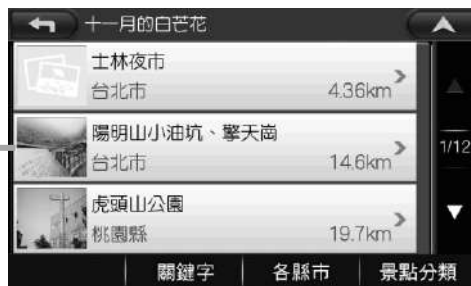 十一月的白芒花
士林夜市
台北市 4.36km
陽明山小油坑、擎天崗
台北市 14.6km
1/12
虎頭山公園
桃園縣 19.7km
關鍵字 各縣市 景點分類